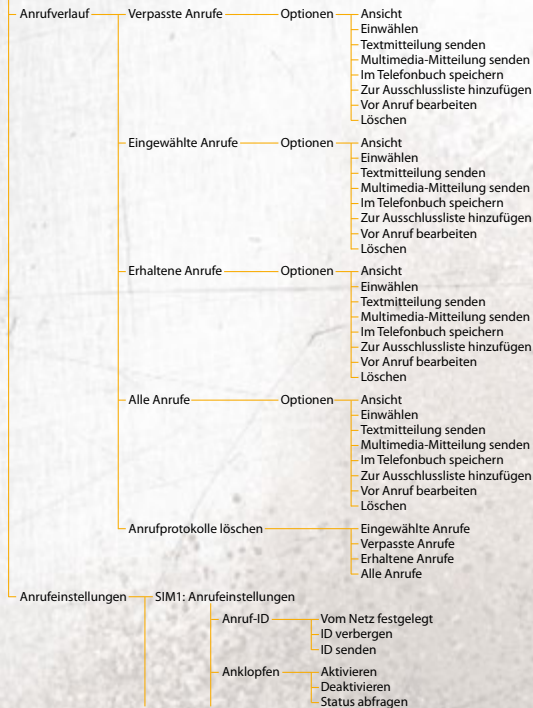 Anrufverlauf Verpasste Anrufe Optionen Ansicht
Einwählen
Textmitteilung senden
Multimedia-Mitteilung senden
Im Telefonbuch speichern
Zur Ausschlussliste hinzufügen
Vor Anruf bearbeiten
Löschen
Eingewählte Anrufe Optionen Ansicht
Einwählen
Textmitteilung senden
Multimedia-Mitteilung senden
Im Telefonbuch speichern
Zur Ausschlussliste hinzufügen
Vor Anruf bearbeiten
Löschen
Erhaltene Anrufe Optionen Ansicht
Einwählen
Textmitteilung senden
Multimedia-Mitteilung senden
Im Telefonbuch speichern
Zur Ausschlussliste hinzufügen
Vor Anruf bearbeiten
Löschen
Alle Anrufe Optionen Ansicht
Einwählen
Textmitteilung senden
Multimedia-Mitteilung senden
Im Telefonbuch speichern
Zur Ausschlussliste hinzufügen
Vor Anruf bearbeiten
Löschen
Anrufprotokolle löschen Eingewählte Anrufe
Verpasste Anrufe
Erhaltene Anrufe
Alle Anrufe
Anrufeinstellungen SIM1: Anrufeinstellungen
Anruf-ID Vom Netz festgelegt
ID verbergen
ID senden
Anklopfen Aktivieren
Deaktivieren
Status abfragen